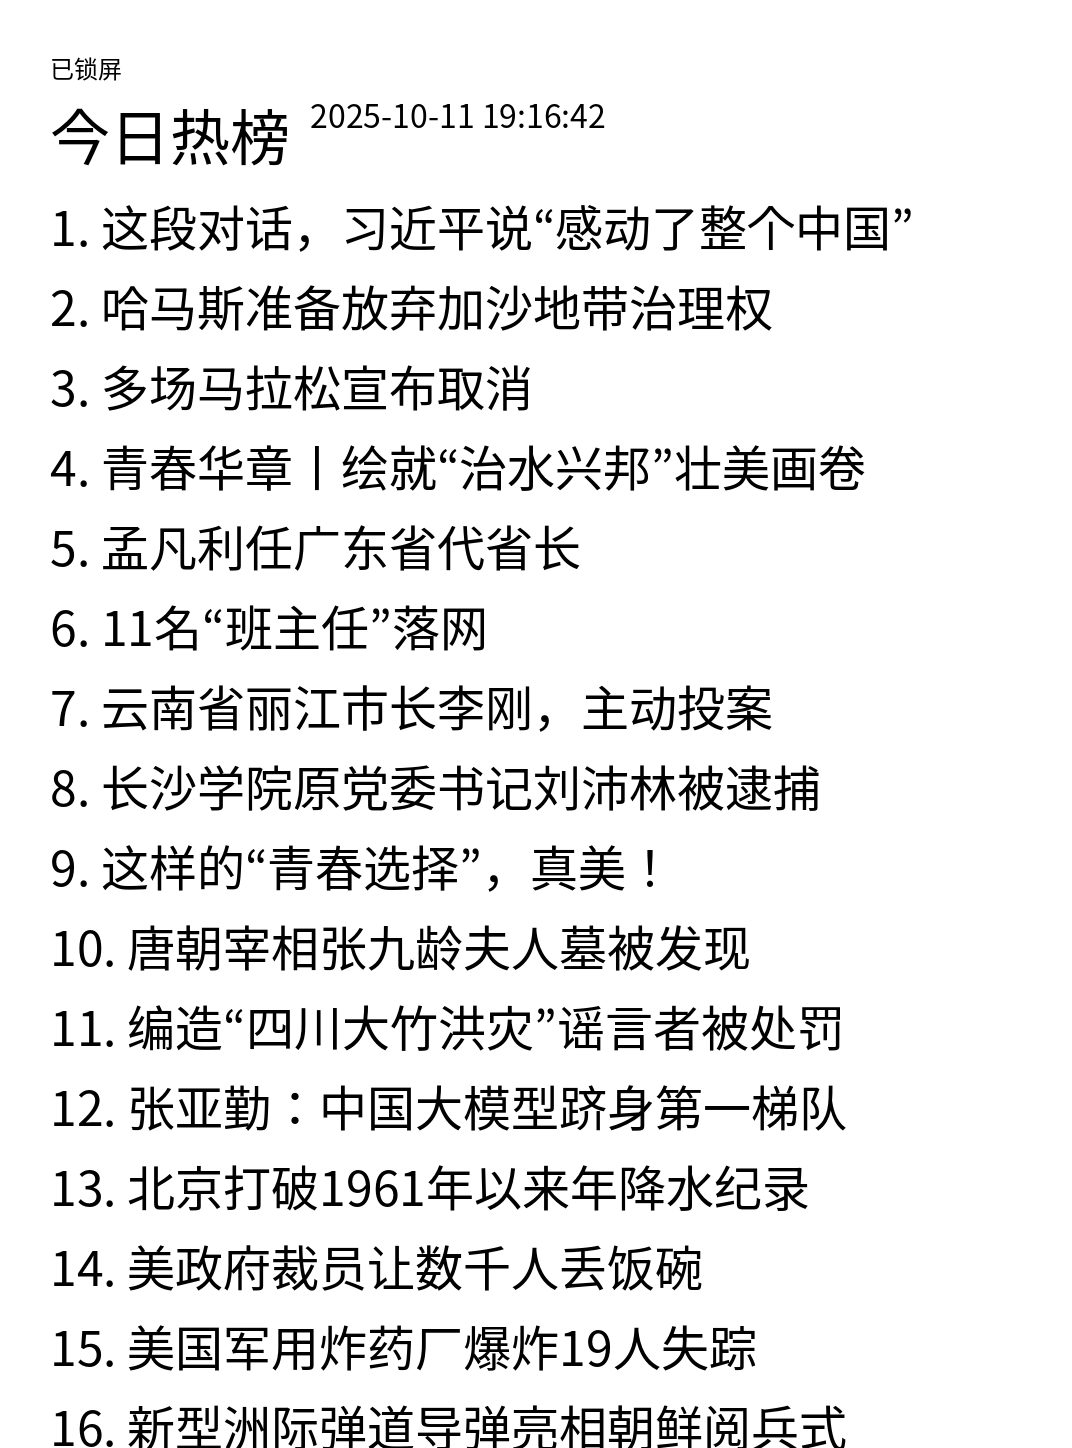 已锁屏
今日热榜 2025-10-11 19:16:42
1. 这段对话，习近平说“感动了整个中国”
2. 哈马斯准备放弃加沙地带治理权
3. 多场马拉松宣布取消
4. 青春华章丨绘就“治水兴邦”壮美画卷
5. 孟凡利任广东省代省长
6. 11名“班主任”落网
7. 云南省丽江市长李刚，主动投案
8. 长沙学院原党委书记刘沛林被逮捕
9. 这样的“青春选择”，真美！
10. 唐朝宰相张九龄夫人墓被发现
11. 编造“四川大竹洪灾”谣言者被处罚
12. 张亚勤：中国大模型跻身第一梯队
13. 北京打破1961年以来年降水纪录
14. 美政府裁员让数千人丢饭碗
15. 美国军用炸药厂爆炸19人失踪
16. 新型洲际弹道导弹亮相朝鲜阅兵式